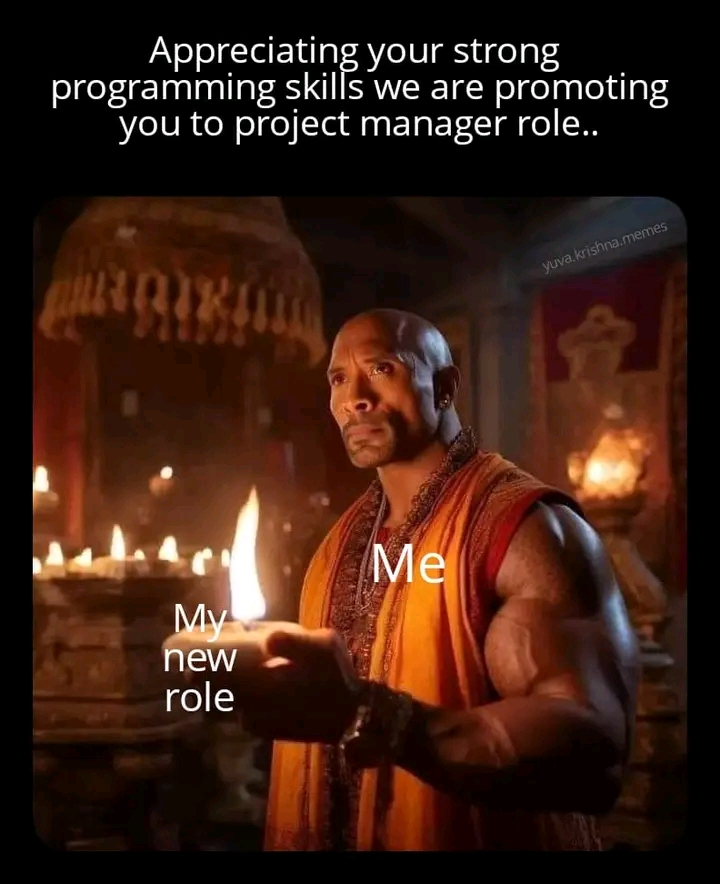 Appreciating your strong
programming skills we are promoting
you to project manager role..
yuva.krishna.memes
Me
My
new
role